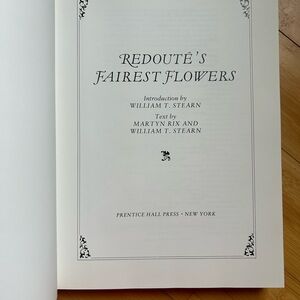 REDOUTÉ'S
FAIREST FLOWERS
Introduction by
WILLIAM T. STEARN
Text by
MARTYN RIX AND
WILLIAM T. STEARN
PRENTICE HALL PRESS • NEW YORK